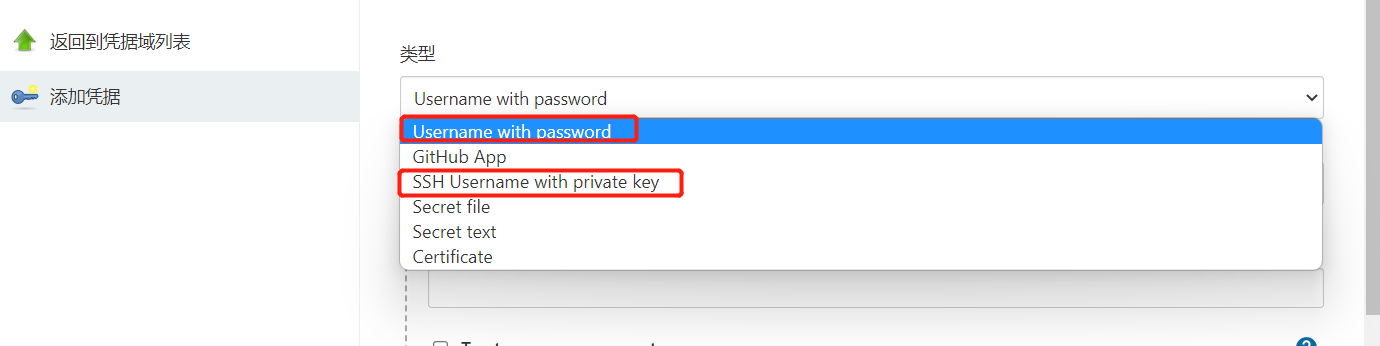 返回到凭据域列表
添加凭据
类型
Username with password
Username with password
GitHub App
SSH Username with private key
Secret file
Secret text
Certificate